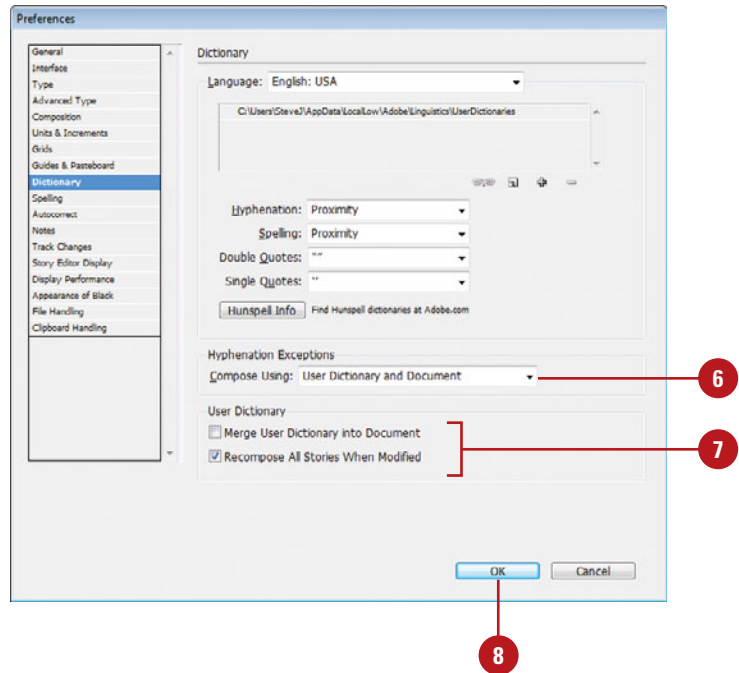 Preferences
General
Interface
Type
Advanced Type
Composition
Units & Increments
Grids
Guides & Pasteboard
Dictionary
Spelling
Autocorrect
Notes
Track Changes
Story Editor Display
Display Performance
Appearance of Black
File Handling
Clipboard Handling
Dictionary
Language: English: USA
C:\Users\SteveJ\AppData\LocalLow\Adobe\Linguistics\UserDictionaries
Hyphenation: Proximity
Spelling: Proximity
Double Quotes: “”
Single Quotes: ‘’
Hunspell Info Find Hunspell dictionaries at Adobe.com
Hyphenation Exceptions
Compose Using: User Dictionary and Document
6
User Dictionary
Merge User Dictionary into Document
7
Recompose All Stories When Modified
OK Cancel
8